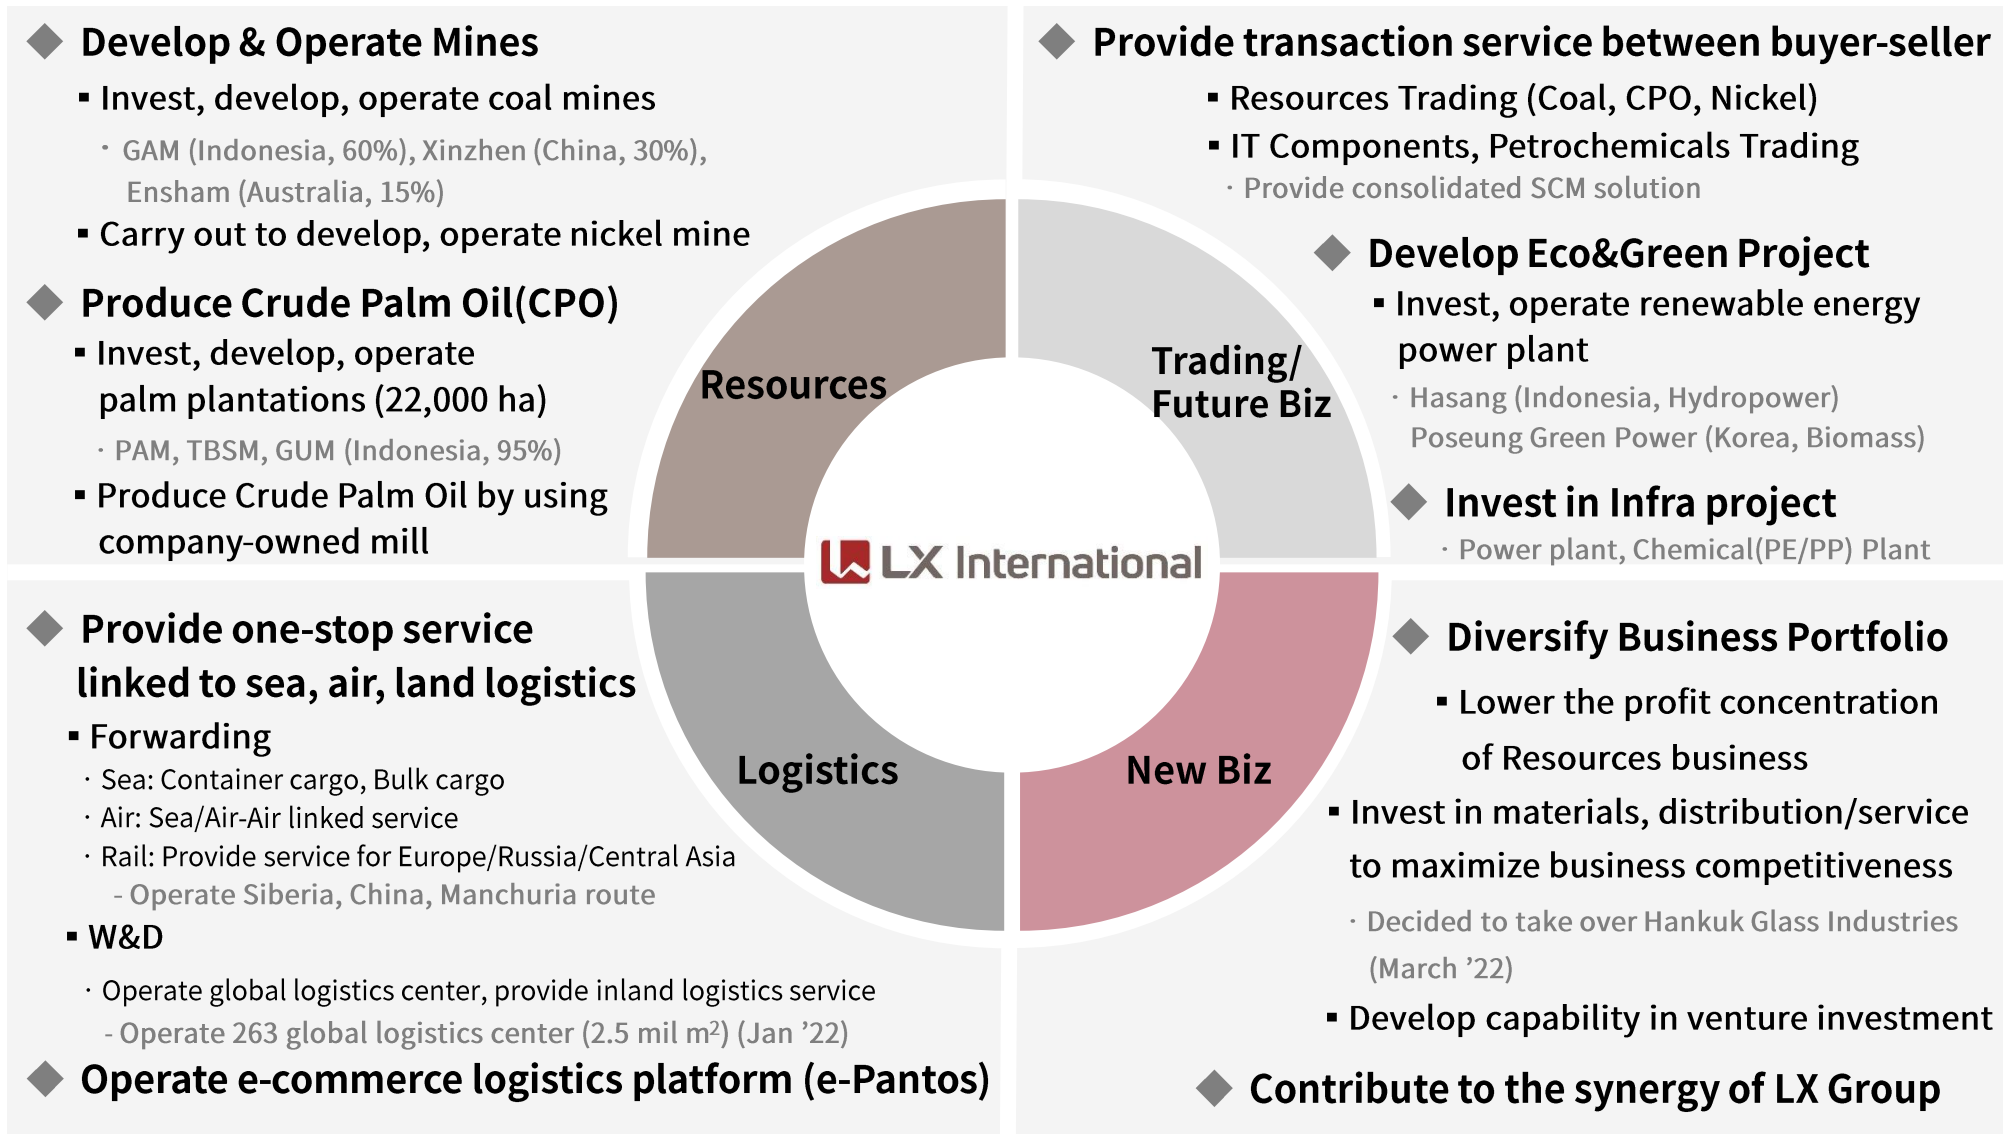 ◆ Develop & Operate Mines
▪ Invest, develop, operate coal mines
· GAM (Indonesia, 60%), Xinzhen (China, 30%),
Ensham (Australia, 15%)
▪ Carry out to develop, operate nickel mine
◆ Produce Crude Palm Oil(CPO)
▪ Invest, develop, operate
palm plantations (22,000 ha)
· PAM, TBSM, GUM (Indonesia, 95%)
▪ Produce Crude Palm Oil by using
company-owned mill
Resources
◆ Provide transaction service between buyer-seller
▪ Resources Trading (Coal, CPO, Nickel)
▪ IT Components, Petrochemicals Trading
· Provide consolidated SCM solution
◆ Develop Eco&Green Project
▪ Invest, operate renewable energy
power plant
· Hasang (Indonesia, Hydropower)
Poseung Green Power (Korea, Biomass)
◆ Invest in Infra project
· Power plant, Chemical(PE/PP) Plant
Trading/
Future Biz
LX International
◆ Provide one-stop service
linked to sea, air, land logistics
▪ Forwarding
· Sea: Container cargo, Bulk cargo
· Air: Sea/Air-Air linked service
· Rail: Provide service for Europe/Russia/Central Asia
- Operate Siberia, China, Manchuria route
▪ W&D
· Operate global logistics center, provide inland logistics service
- Operate 263 global logistics center (2.5 mil m²) (Jan ’22)
◆ Operate e-commerce logistics platform (e-Pantos)
Logistics
New Biz
◆ Diversify Business Portfolio
▪ Lower the profit concentration
of Resources business
▪ Invest in materials, distribution/service
to maximize business competitiveness
· Decided to take over Hankuk Glass Industries
(March ’22)
▪ Develop capability in venture investment
◆ Contribute to the synergy of LX Group